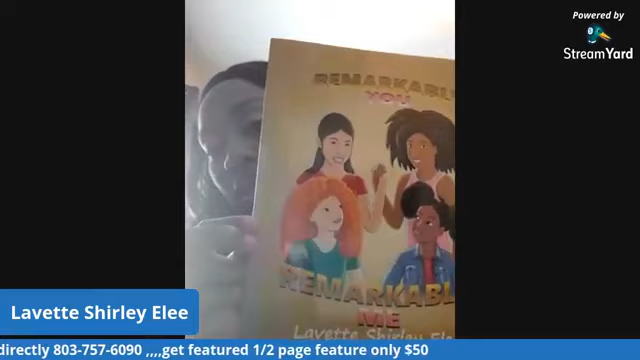 Powered by
StreamYard
REMARKABL
YOU
REMARKABL
ME
Lavette Shirley Ele
Lavette Shirley Elee
directly 803-757-6090 ,,,,get featured 1/2 page feature only $50